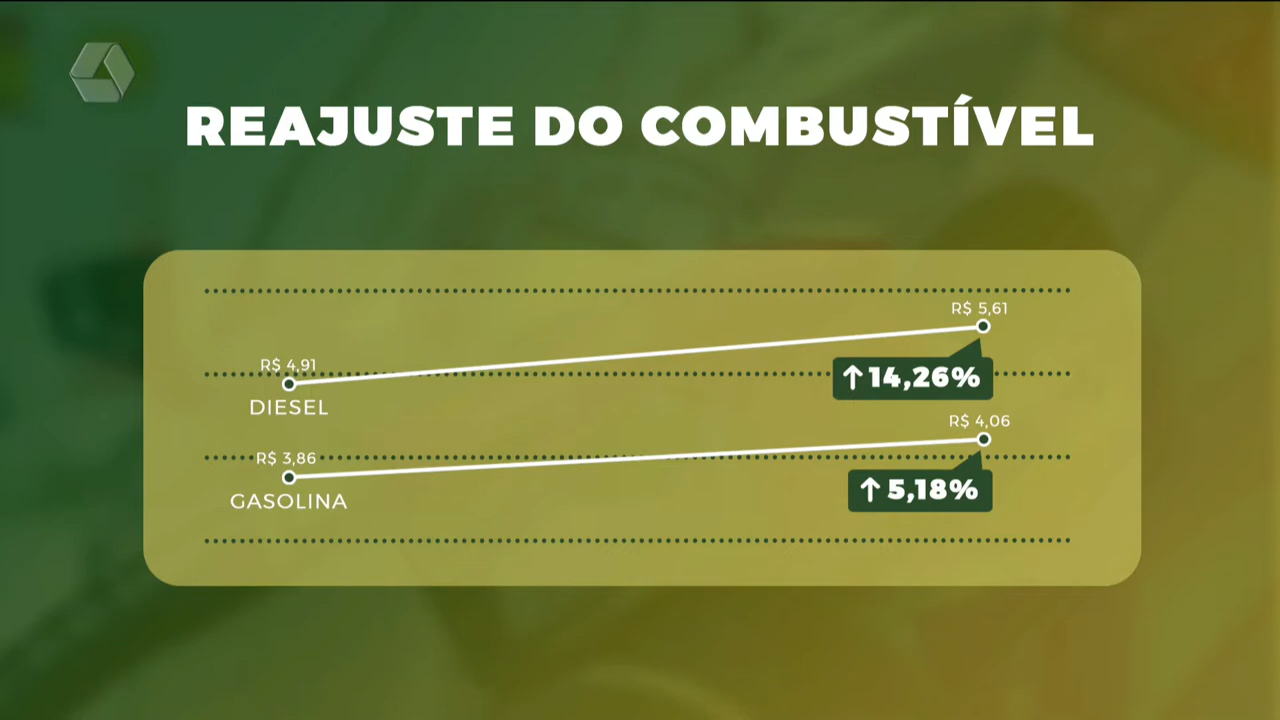 REAJUSTE DO COMBUSTÍVEL
R$ 5,61
R$ 4,91
↑14,26%
DIESEL
R$ 4,06
R$ 3,86
↑5,18%
GASOLINA